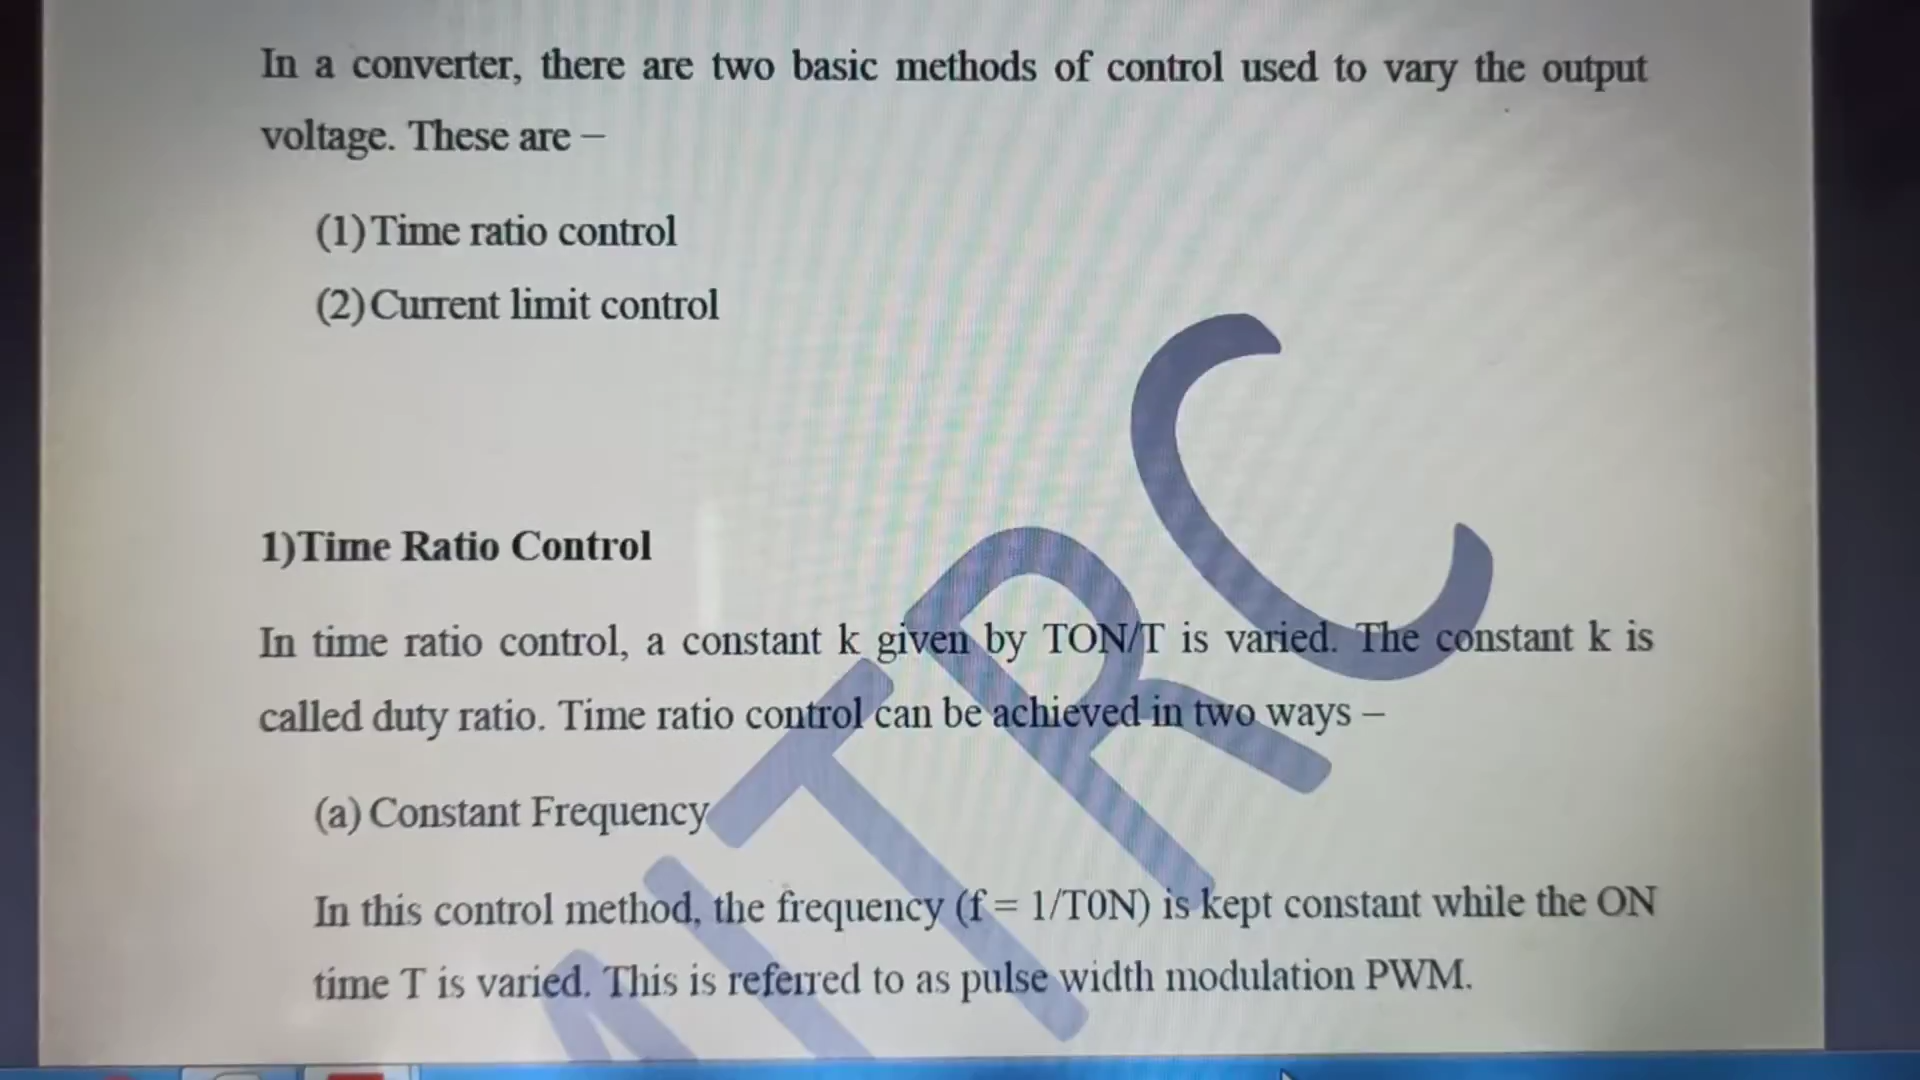 In a converter, there are two basic methods of control used to vary the output
voltage. These are –
(1) Time ratio control
(2) Current limit control
1)Time Ratio Control
In time ratio control, a constant k given by TON/T is varied. The constant k is
called duty ratio. Time ratio control can be achieved in two ways –
(a) Constant Frequency
In this control method, the frequency (f = 1/T0N) is kept constant while the ON
time T is varied. This is referred to as pulse width modulation PWM.